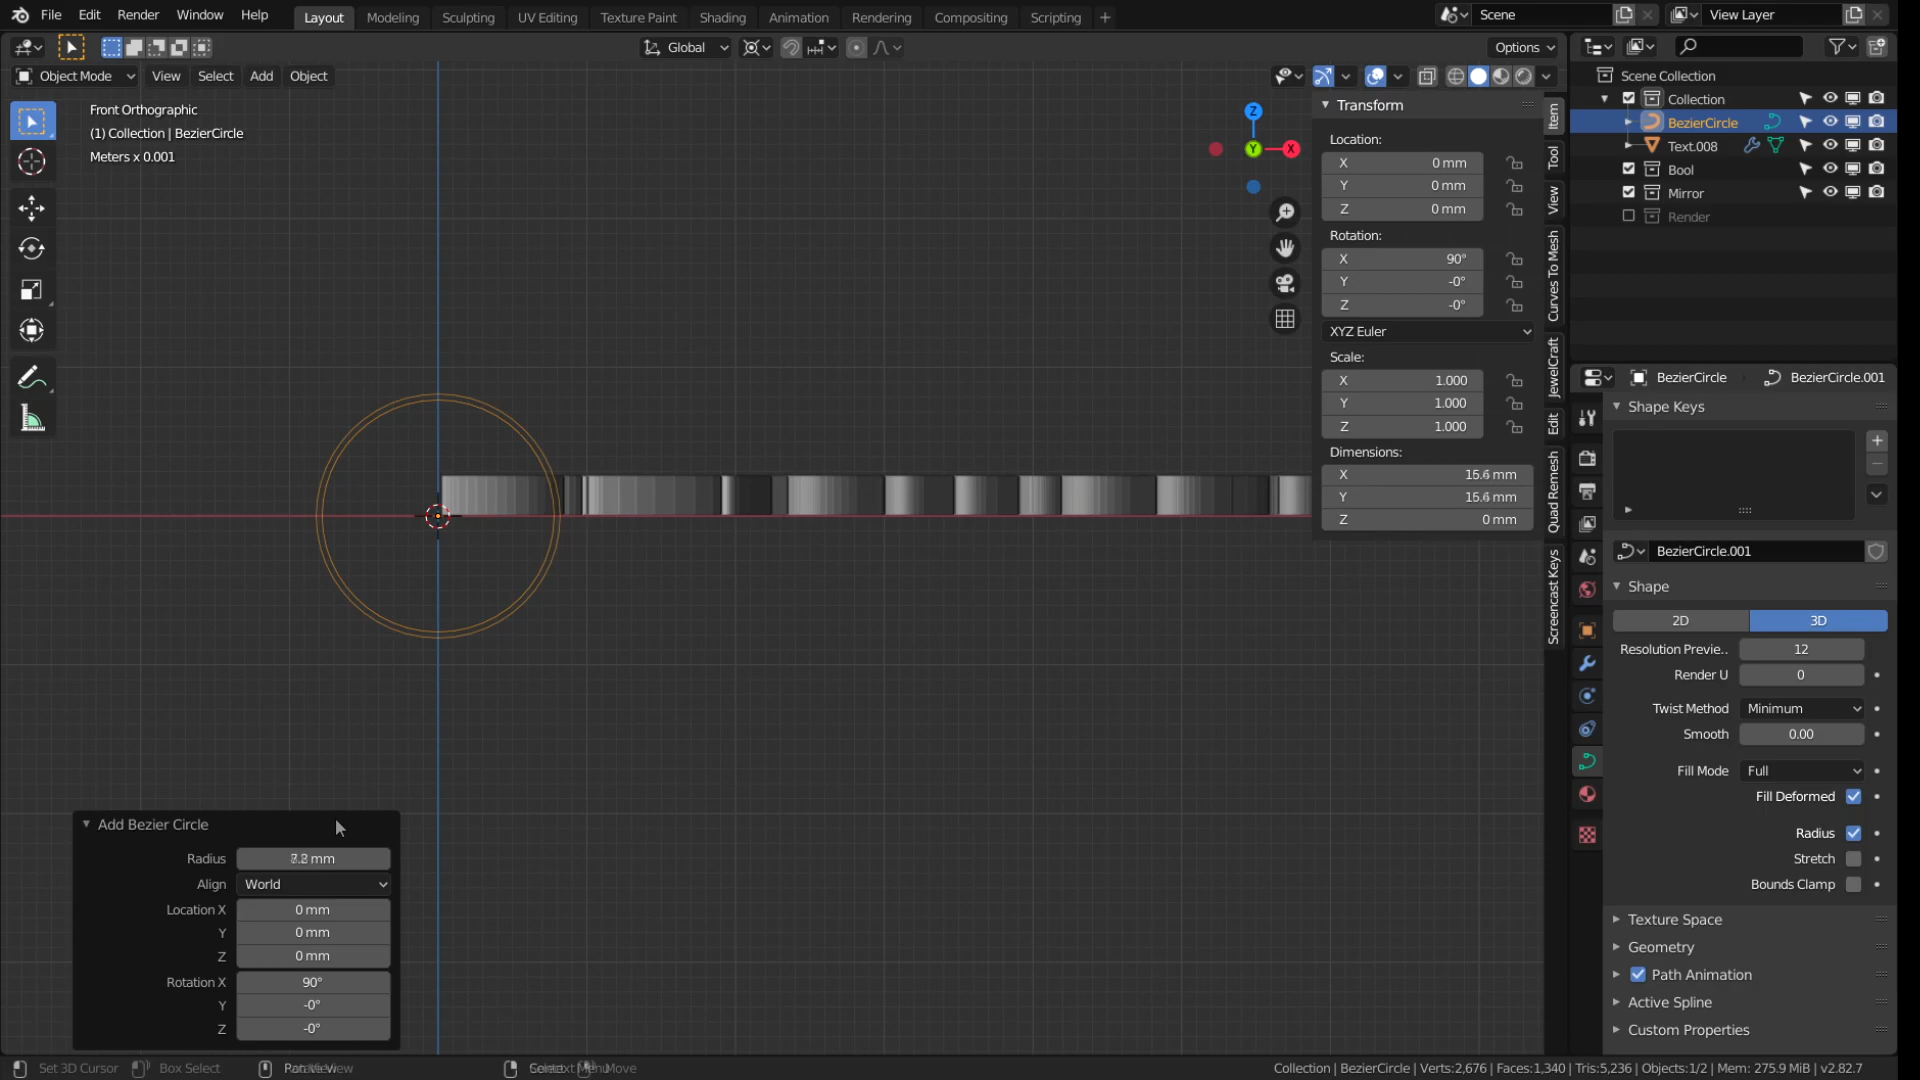 File Edit Render Window Help
Layout Modeling Sculpting UV Editing Texture Paint Shading Animation Rendering Compositing Scripting +
Scene View Layer
Global Options
Object Mode View Select Add Object
Front Orthographic
(1) Collection | BezierCircle
Meters x 0.001
Z
Y
X
Transform
Location:
X 0 mm
Y 0 mm
Z 0 mm
Rotation:
X 90°
Y -0°
Z -0°
XYZ Euler
Scale:
X 1.000
Y 1.000
Z 1.000
Dimensions:
X 15.6 mm
Y 15.6 mm
Z 0 mm
Item
Tool
View
Curves To Mesh
JewelCraft
Edit
Quad Remesh
Screencast Keys
Scene Collection
Collection
BezierCircle
Text.008
Bool
Mirror
Render
BezierCircle BezierCircle.001
Shape Keys
BezierCircle.001
Shape
2D 3D
Resolution Previe.. 12
Render U 0
Twist Method Minimum
Smooth 0.00
Fill Mode Full
Fill Deformed
Radius
Stretch
Bounds Clamp
Texture Space
Geometry
Path Animation
Active Spline
Custom Properties
Add Bezier Circle
Radius mm
Align World
Location X 0 mm
Y 0 mm
Z 0 mm
Rotation X 90°
Y -0°
Z -0°
Set 3D Cursor Box Select
Collection | BezierCircle | Verts:2,676 | Faces:1,340 | Tris:5,236 | Objects:1/2 | Mem: 275.9 MiB | v2.82.7